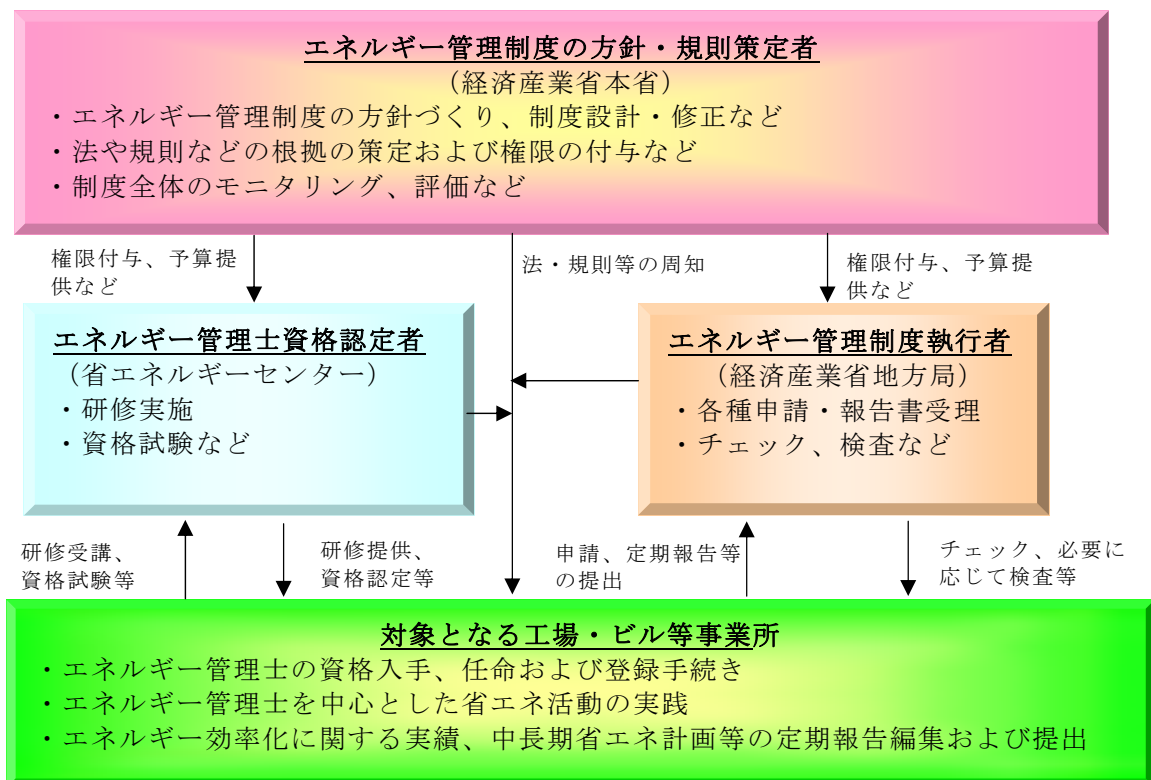 エネルギー管理制度の方針・規則策定者
（経済産業省本省）
・エネルギー管理制度の方針づくり、制度設計・修正など
・法や規則などの根拠の策定および権限の付与など
・制度全体のモニタリング、評価など
権限付与、予算提
供など
法・規則等の周知
権限付与、予算提
供など
エネルギー管理士資格認定者
（省エネルギーセンター）
・研修実施
・資格試験など
エネルギー管理制度執行者
（経済産業省地方局）
・各種申請・報告書受理
・チェック、検査など
研修受講、
資格試験等
研修提供、
資格認定等
申請、定期報告等
の提出
チェック、必要に
応じて検査等
対象となる工場・ビル等事業所
・エネルギー管理士の資格入手、任命および登録手続き
・エネルギー管理士を中心とした省エネ活動の実践
・エネルギー効率化に関する実績、中長期省エネ計画等の定期報告編集および提出